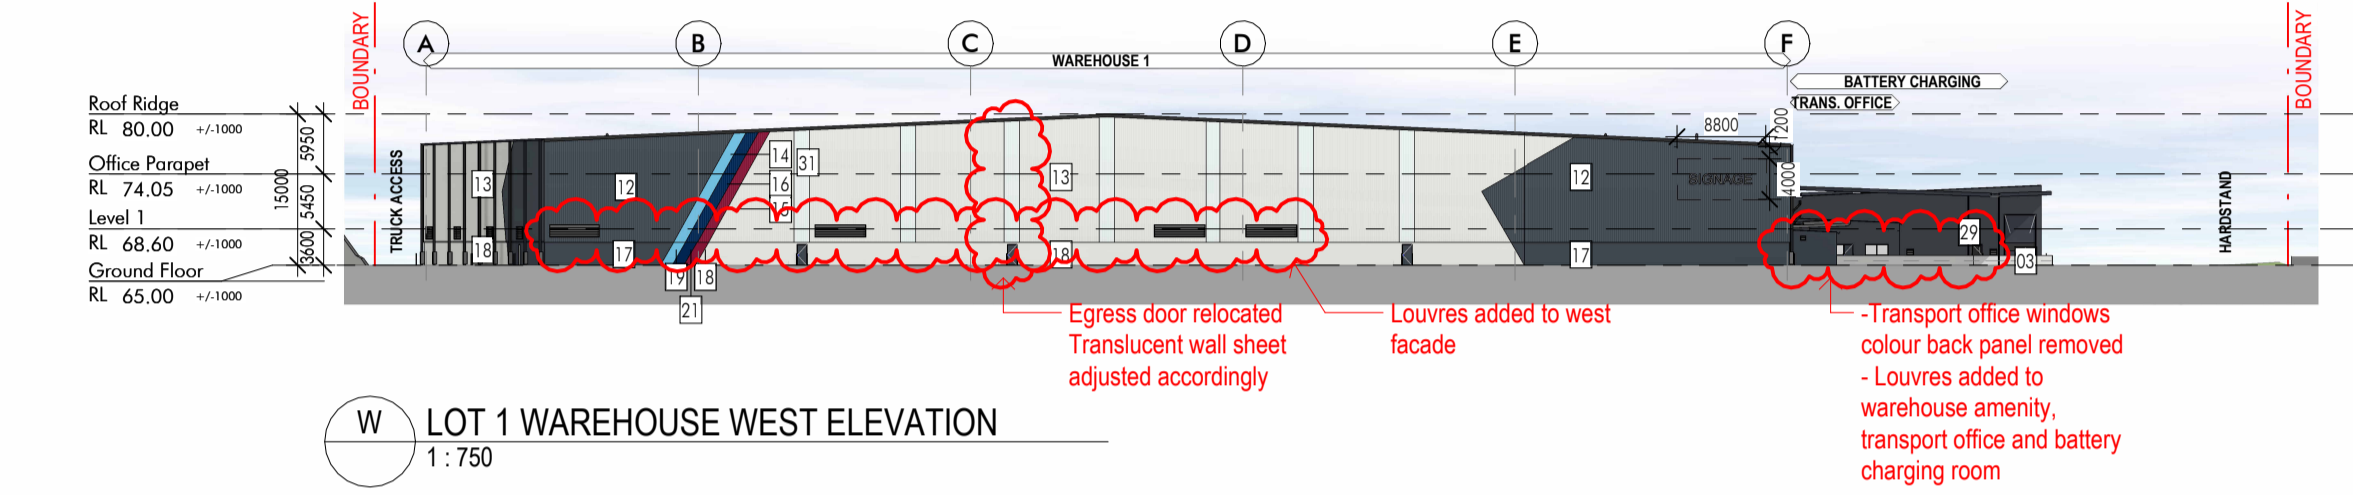 BOUNDARY
A
B
C
D
E
F
BOUNDARY
WAREHOUSE 1
BATTERY CHARGING
TRANS. OFFICE
Roof Ridge
RL 80.00 +/-1000
Office Parapet
RL 74.05 +/-1000
Level 1
RL 68.60 +/-1000
Ground Floor
RL 65.00 +/-1000
15000
5950
5450
3600
TRUCK ACCESS
13
18
12
17
14
31
16
15
19
18
21
13
18
12
17
8800
1200
4000
SIGNAGE
29
03
HARDSTAND
Egress door relocated
Translucent wall sheet
adjusted accordingly
Louvres added to west
facade
-Transport office windows
colour back panel removed
- Louvres added to
warehouse amenity,
transport office and battery
charging room
W
LOT 1 WAREHOUSE WEST ELEVATION
1 : 750